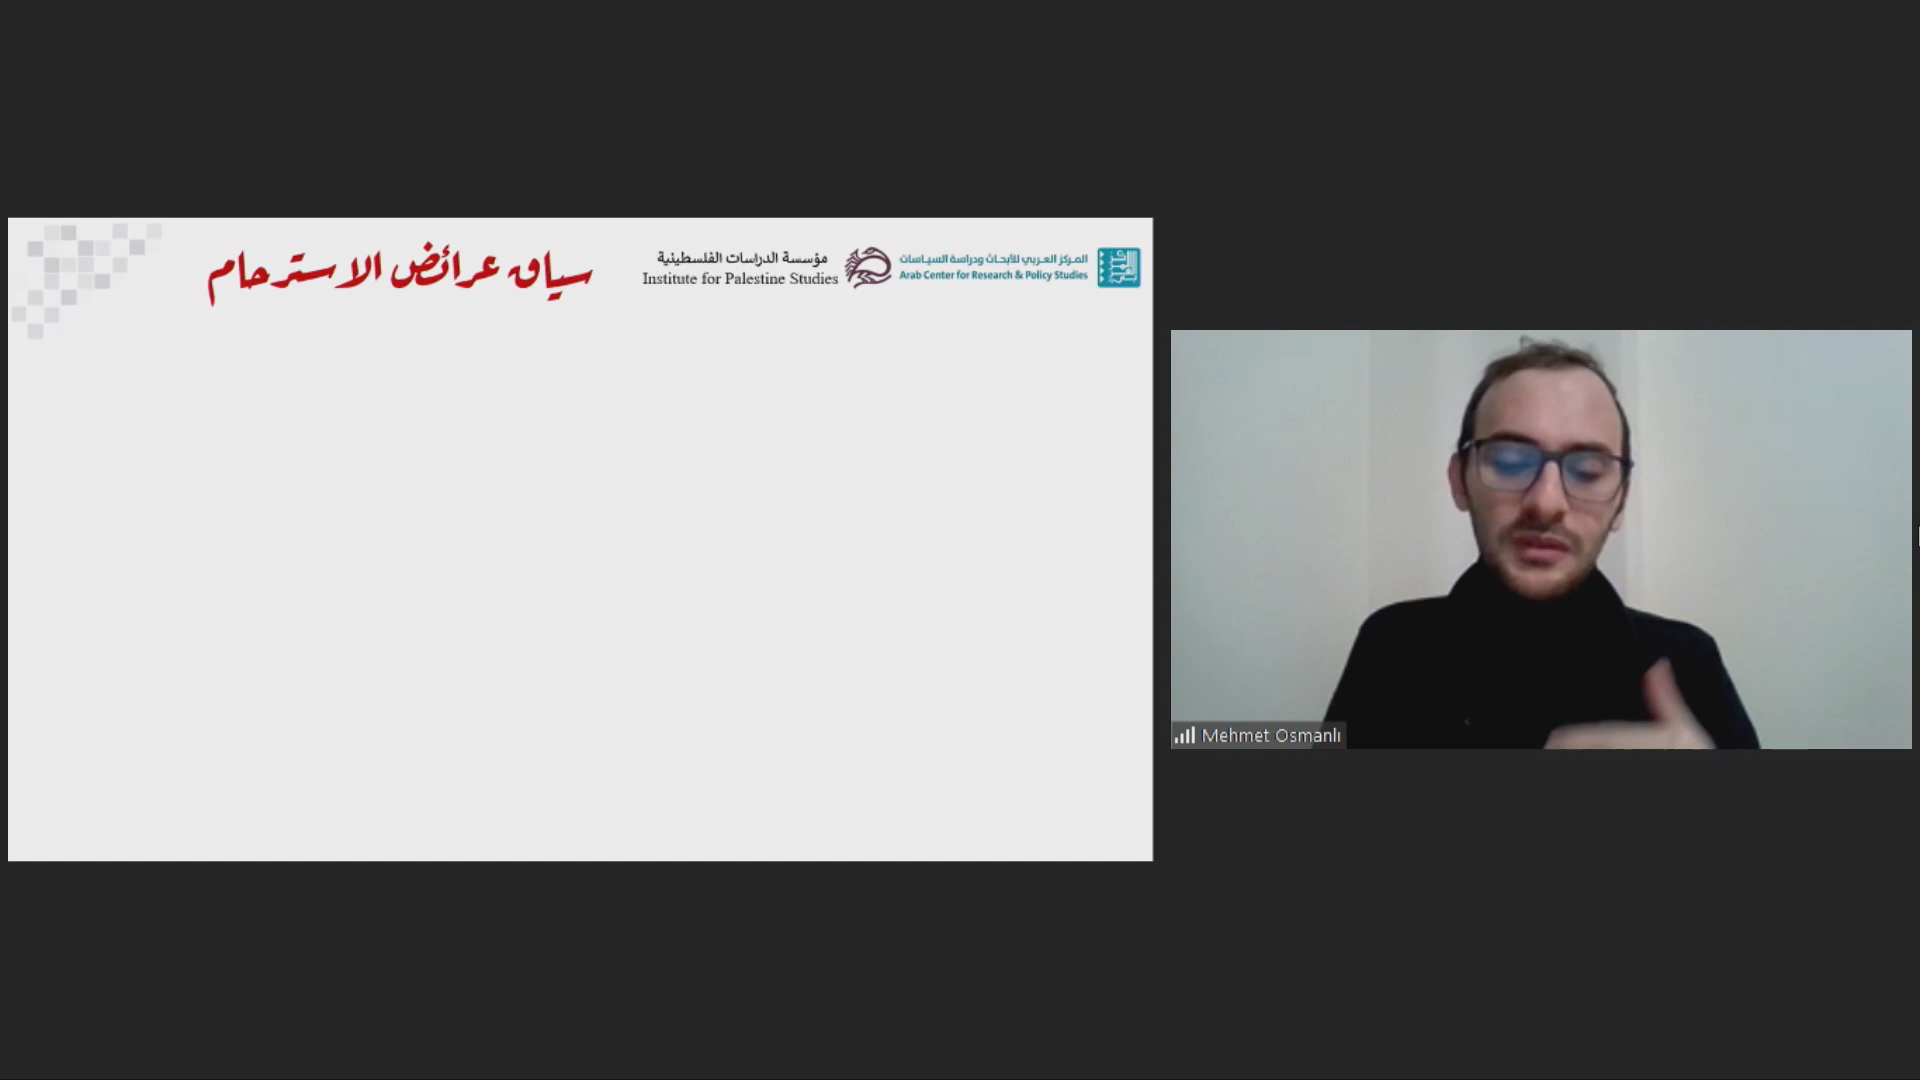 سياق عرائض الاسترحام
مؤسسة الدراسات الفلسطينية
Institute for Palestine Studies
المركز العربي للأبحاث ودراسة السياسات
Arab Center for Research & Policy Studies
Mehmet Osmanlı